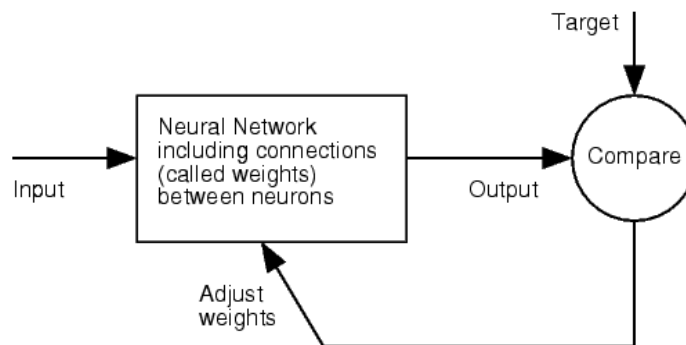 Target
Neural Network
including connections
(called weights)
between neurons
Compare
Input
Output
Adjust
weights